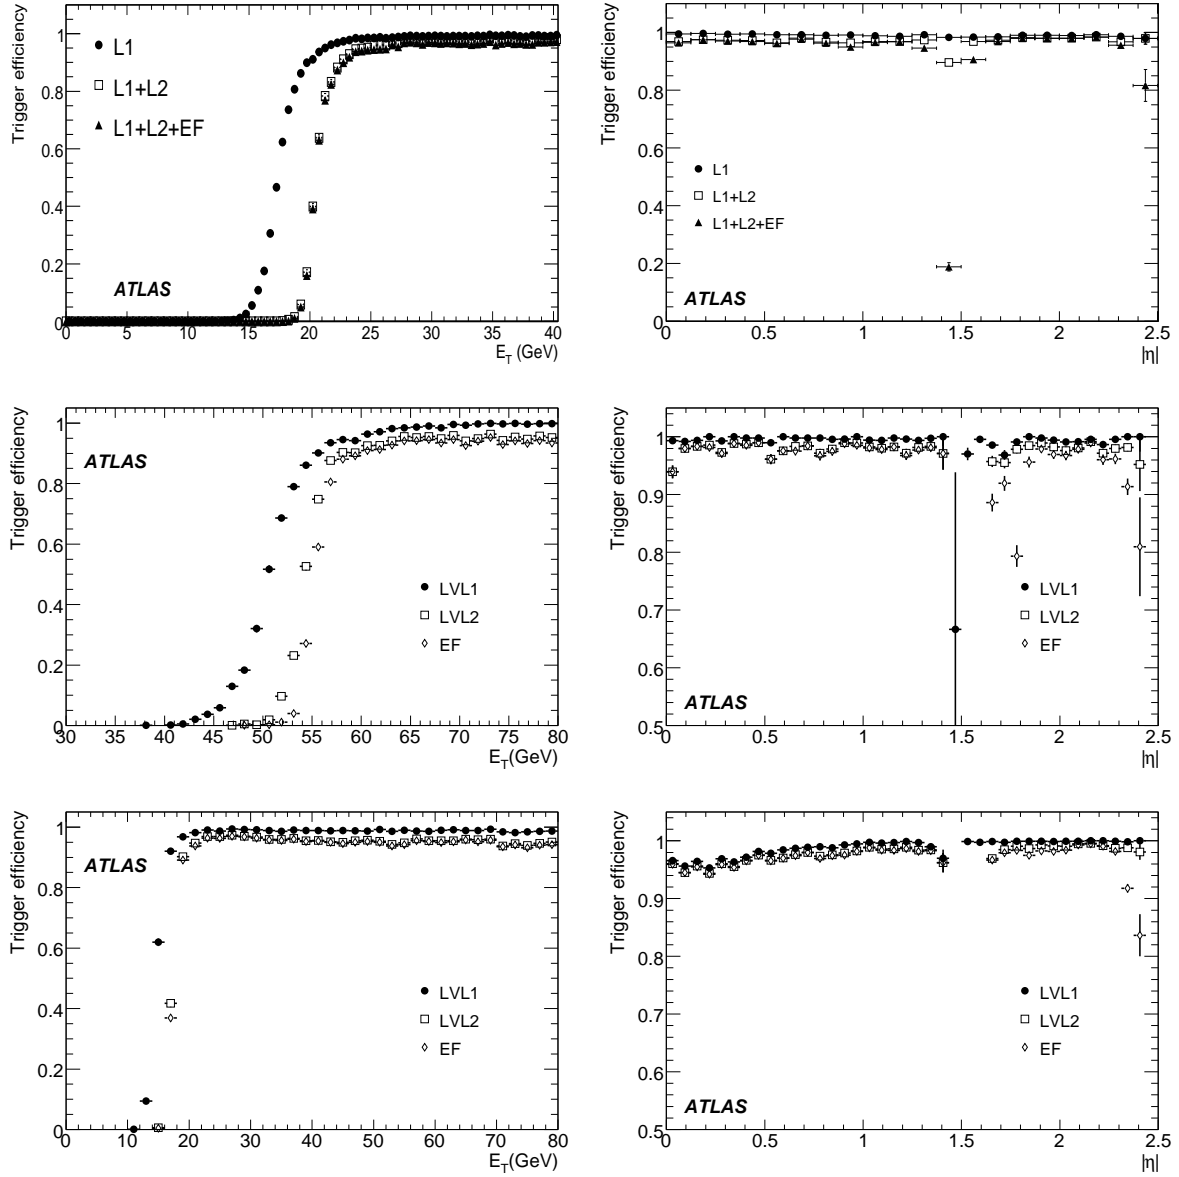 Trigger efficiency
1
0.8
0.6
0.4
0.2
0
L1
L1+L2
L1+L2+EF
ATLAS
0 5 10 15 20 25 30 35 40
E_T (GeV)
Trigger efficiency
1
0.8
0.6
0.4
0.2
0
L1
L1+L2
L1+L2+EF
ATLAS
0 0.5 1 1.5 2 2.5
|η|
Trigger efficiency
1
0.8
0.6
0.4
0.2
0
ATLAS
LVL1
LVL2
EF
30 35 40 45 50 55 60 65 70 75 80
E_T(GeV)
Trigger efficiency
1
0.9
0.8
0.7
0.6
0.5
LVL1
LVL2
EF
ATLAS
0 0.5 1 1.5 2 2.5
|η|
Trigger efficiency
1
0.8
0.6
0.4
0.2
0
ATLAS
LVL1
LVL2
EF
0 10 20 30 40 50 60 70 80
E_T(GeV)
Trigger efficiency
1
0.9
0.8
0.7
0.6
0.5
LVL1
LVL2
EF
ATLAS
0 0.5 1 1.5 2 2.5
|η|